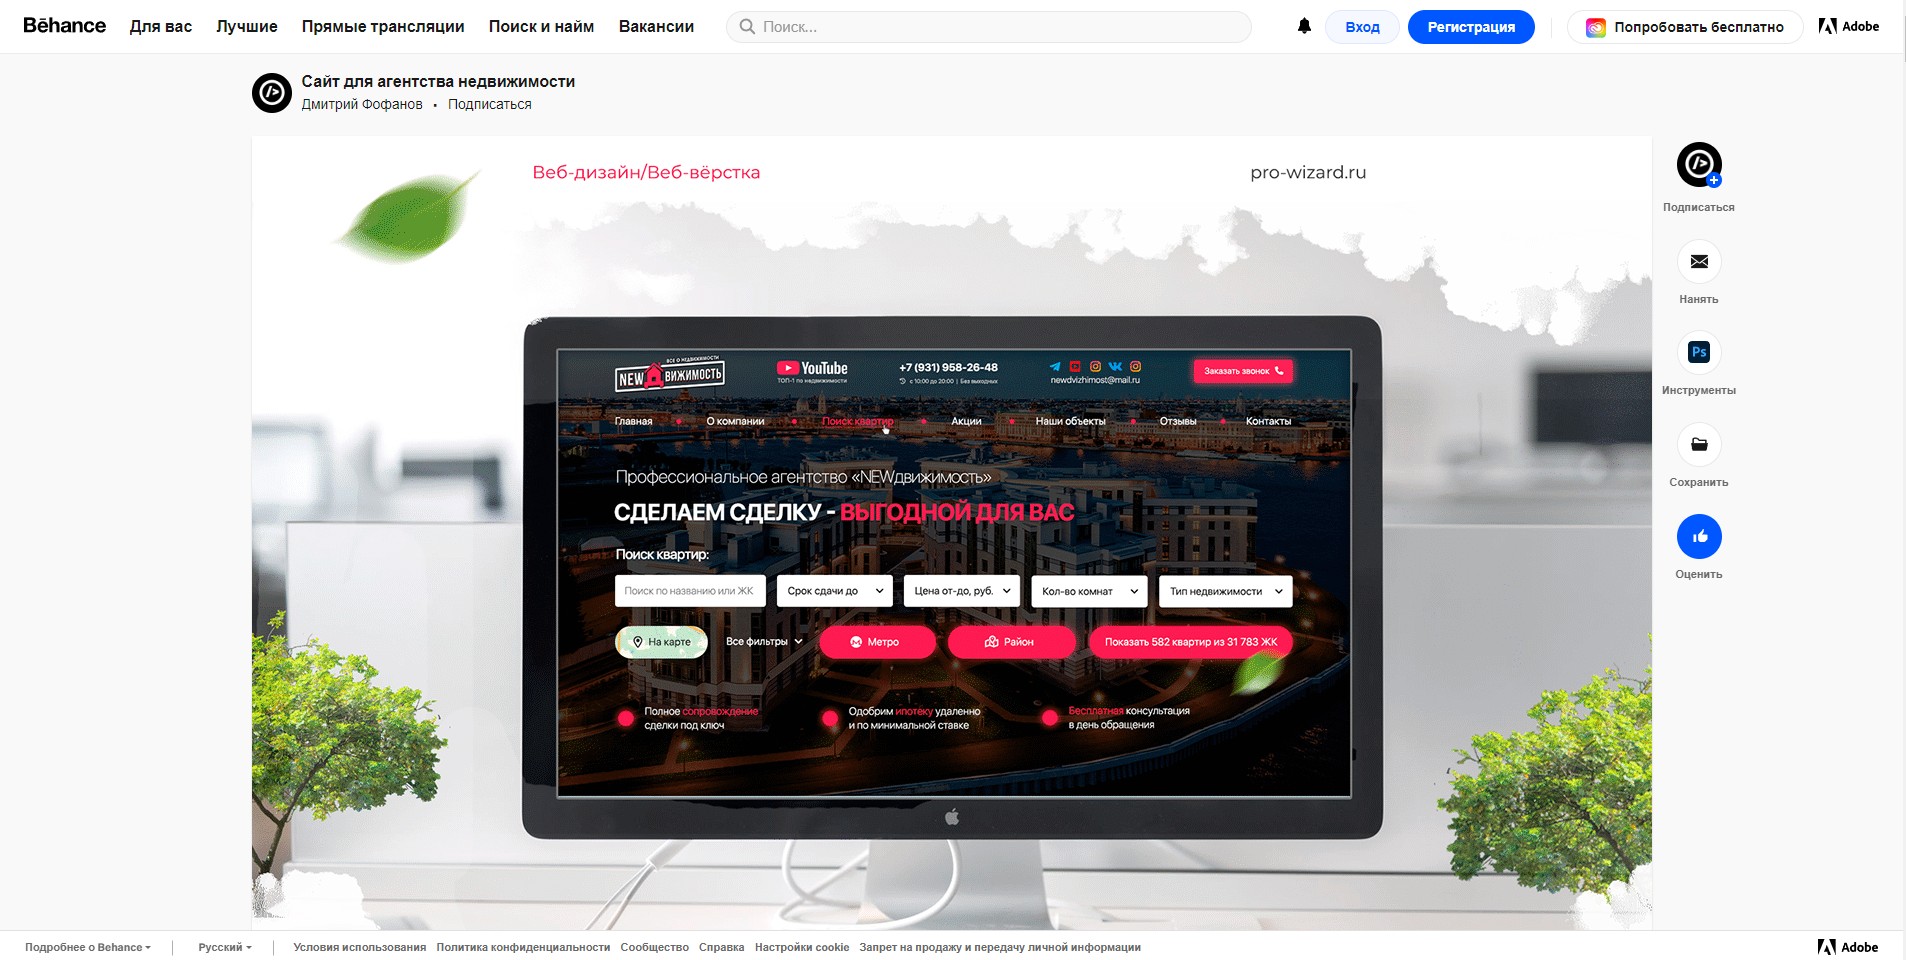 Bēhance Для вас Лучшие Прямые трансляции Поиск и найм Вакансии Поиск... Вход Регистрация Попробовать бесплатно Adobe
Сайт для агентства недвижимости
Дмитрий Фофанов • Подписаться
Веб-дизайн/Веб-вёрстка pro-wizard.ru
Подписаться
Нанять
Ps
Инструменты
Сохранить
Оценить
ВСЕ О НЕДВИЖИМОСТИ
NEWДВИЖИМОСТЬ
YouTube
ТОП-1 по недвижимости
+7 (931) 958-26-48
с 10:00 до 20:00 | Без выходных
newdvizhimost@mail.ru
Заказать звонок
Главная О компании Поиск квартир Акции Наши объекты Отзывы Контакты
Профессиональное агентство «NEWдвижимость»
СДЕЛАЕМ СДЕЛКУ - ВЫГОДНОЙ ДЛЯ ВАС
Поиск квартир:
Поиск по названию или ЖК Срок сдачи до Цена от-до, руб. Кол-во комнат Тип недвижимости
На карте Все фильтры Метро Район Показать 582 квартир из 31 783 ЖК
Полное сопровождение
сделки под ключ
Одобрим ипотеку удаленно
и по минимальной ставке
Бесплатная консультация
в день обращения
Подробнее о Behance Русский Условия использования Политика конфиденциальности Сообщество Справка Настройки cookie Запрет на продажу и передачу личной информации Adobe